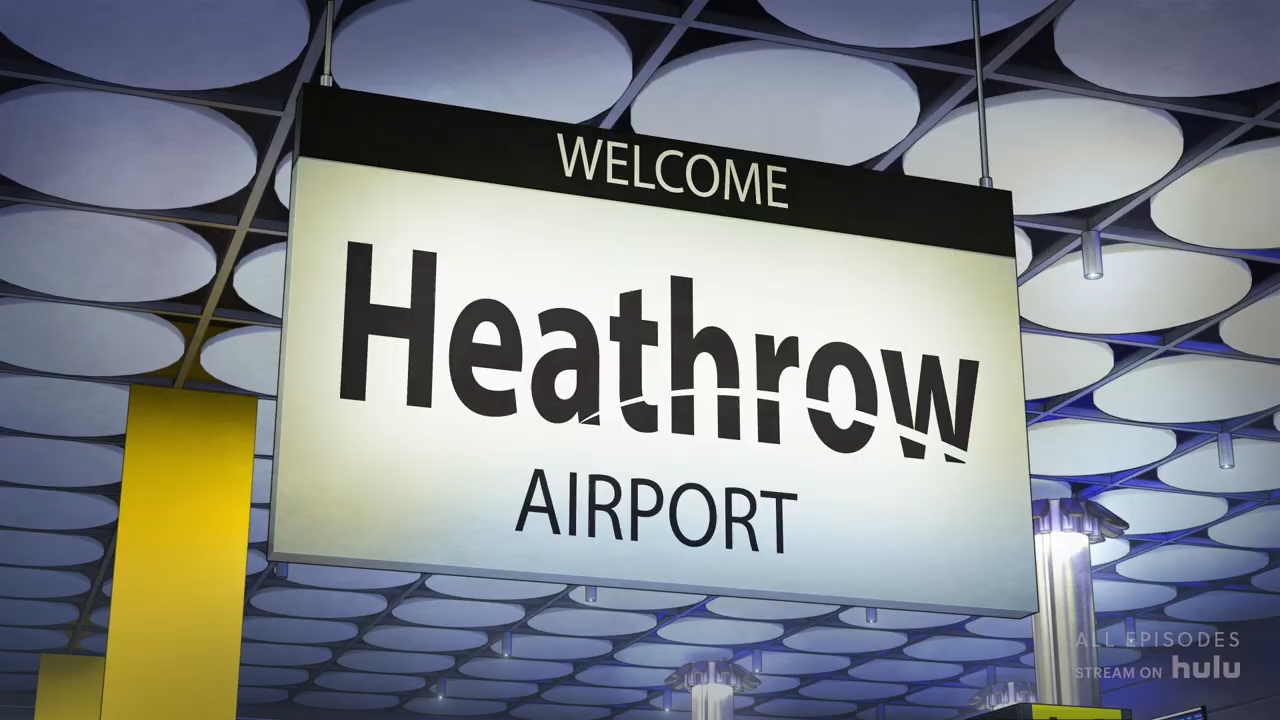 WELCOME
Heathrow
AIRPORT
ALL EPISODES
STREAM ON hulu